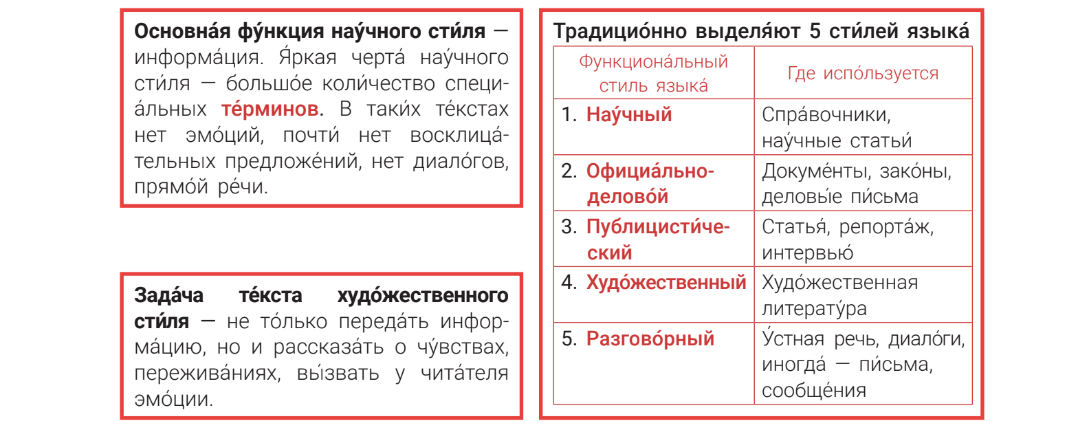 Основна́я фу́нкция нау́чного сти́ля —
информа́ция. Я́ркая черта́ нау́чного
сти́ля — большо́е коли́чество специ-
а́льных те́рминов. В таки́х те́кстах
нет эмо́ций, почти́ нет восклица́-
тельных предложе́ний, нет диало́гов,
прямо́й ре́чи.
Зада́ча те́кста худо́жественного
сти́ля — не то́лько переда́ть инфор-
ма́цию, но и рассказа́ть о чу́вствах,
пережива́ниях, вы́звать у чита́теля
эмо́ции.
Традицио́нно выделя́ют 5 сти́лей языка́
Функциона́льный
стиль языка́
Где испо́льзуется
1. Нау́чный
Спра́вочники,
нау́чные статьи́
2. Официа́льно-
делово́й
Докуме́нты, зако́ны,
деловы́е пи́сьма
3. Публицисти́че-
ский
Статья́, репорта́ж,
интервью́
4. Худо́жественный
Худо́жественная
литерату́ра
5. Разгово́рный
У́стная речь, диало́ги,
иногда́ — пи́сьма,
сообще́ния